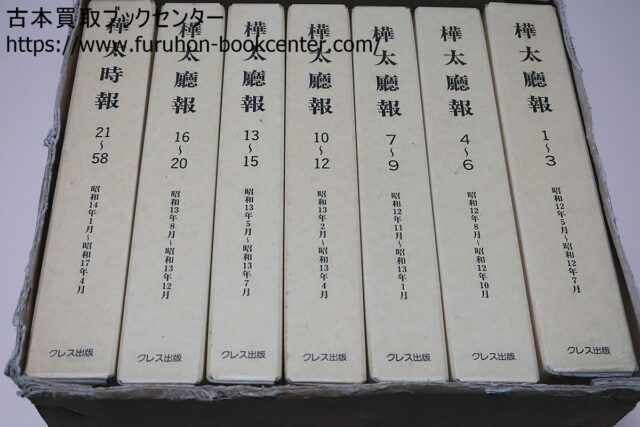 古本買取ブックセンター
https://www.furuhon-bookcenter.com/
樺太時報
21〜58
昭和14年1月〜昭和17年4月
クレス出版
樺太廳報
16〜20
昭和13年8月〜昭和13年12月
クレス出版
樺太廳報
13〜15
昭和13年5月〜昭和13年7月
クレス出版
樺太廳報
10〜12
昭和13年2月〜昭和13年4月
クレス出版
樺太廳報
7〜9
昭和12年11月〜昭和13年1月
クレス出版
樺太廳報
4〜6
昭和12年8月〜昭和12年10月
クレス出版
樺太廳報
1〜3
昭和12年5月〜昭和12年7月
クレス出版